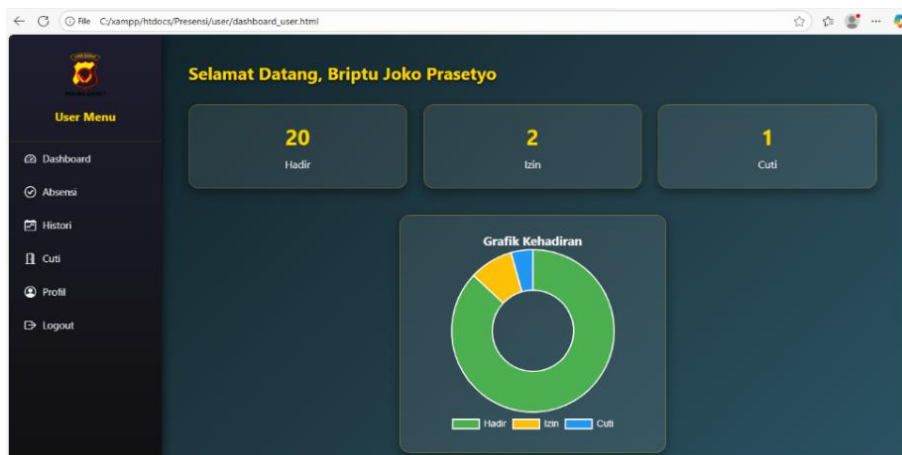 File C:/xampp/htdocs/Presensi/user/dashboard_user.html
User Menu
Dashboard
Absensi
Histori
Cuti
Profil
Logout
Selamat Datang, Briptu Joko Prasetyo
20
Hadir
2
Izin
1
Cuti
Grafik Kehadiran
Hadir Izin Cuti